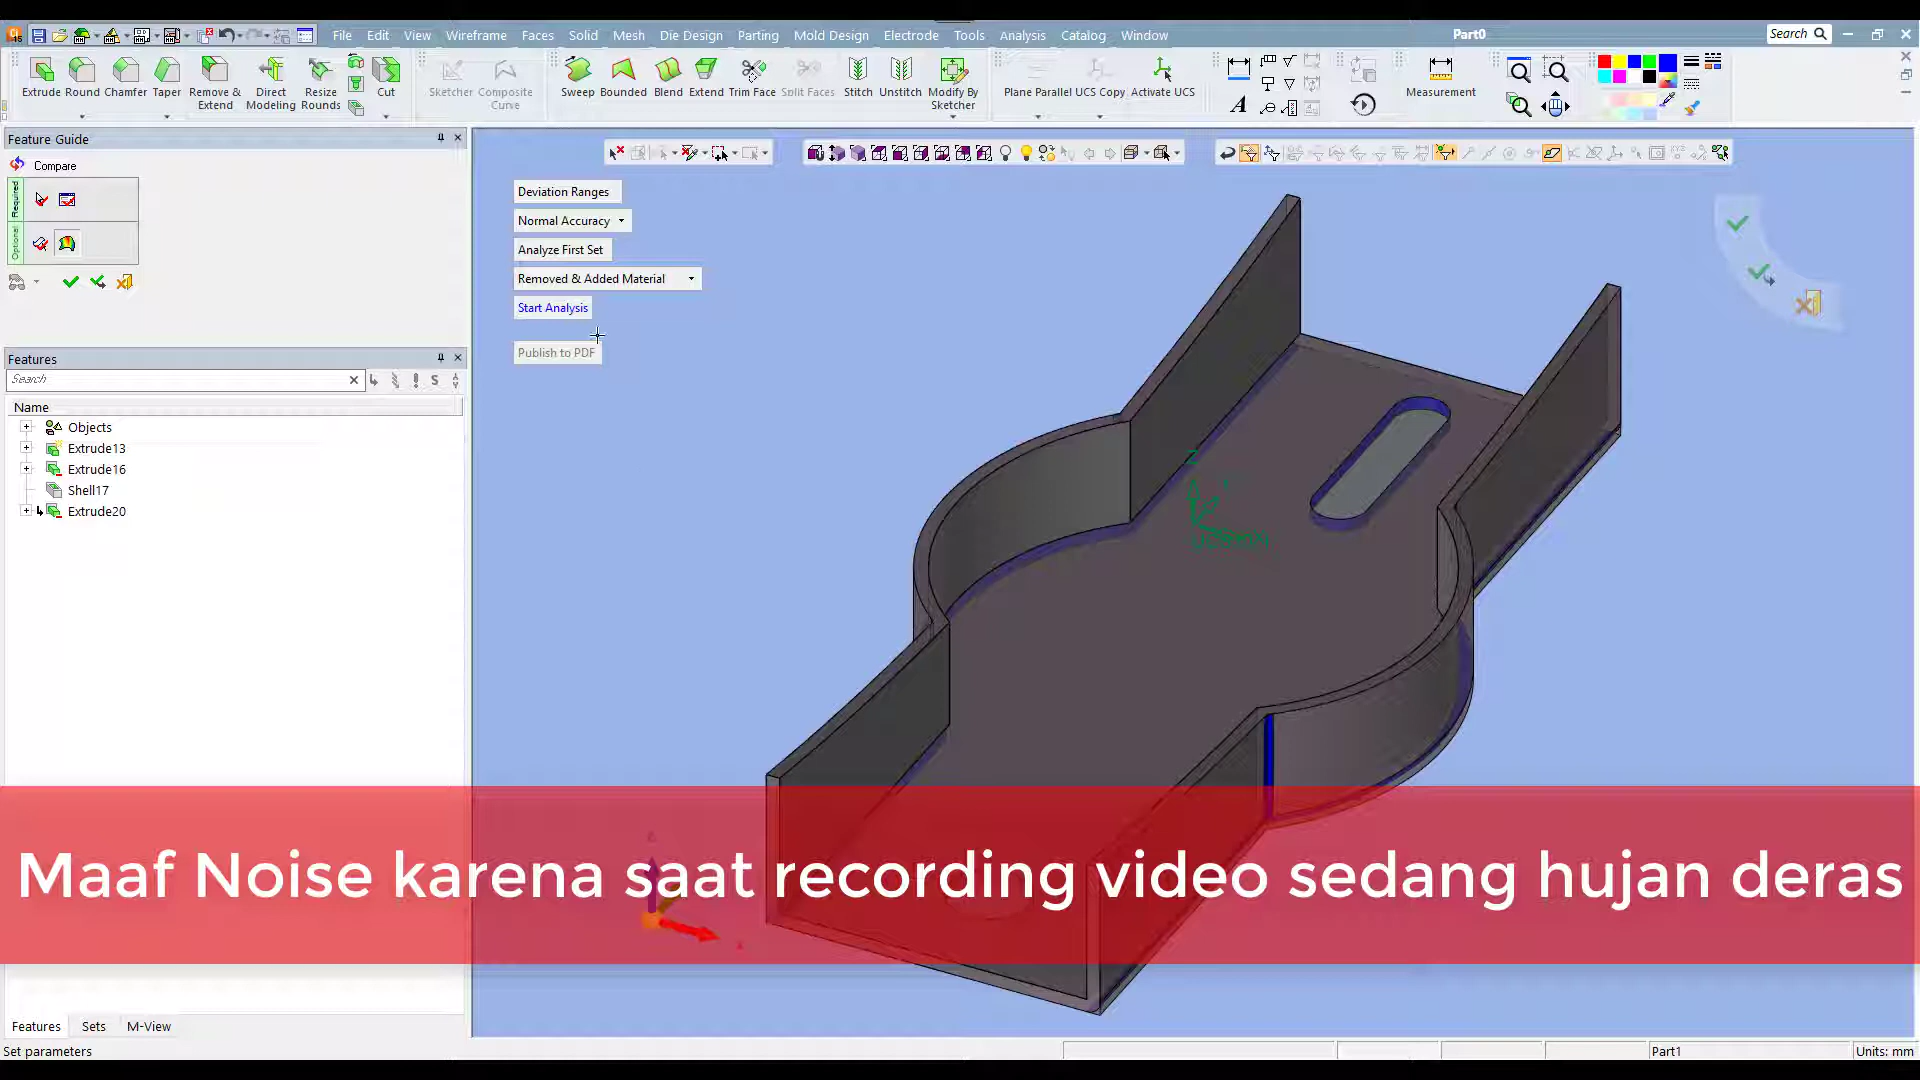 File Edit View Wireframe Faces Solid Mesh Die Design Parting Mold Design Electrode Tools Analysis Catalog Window Part0 Search
Extrude Round Chamfer Taper Remove & Extend Direct Modeling Resize Rounds Cut Sketcher Composite Curve Sweep Bounded Blend Extend Trim Face Split Faces Stitch Unstitch Modify By Sketcher Plane Parallel UCS Copy Activate UCS Measurement
Feature Guide
Compare
Required
Optional
Deviation Ranges
Normal Accuracy
Analyze First Set
Removed & Added Material
Start Analysis
Publish to PDF
Features
Search
Name
Objects
Extrude13
Extrude16
Shell17
Extrude20
Z
Maaf Noise karena saat recording video sedang hujan deras
Features Sets M-View
Set parameters
Part1
Units: mm